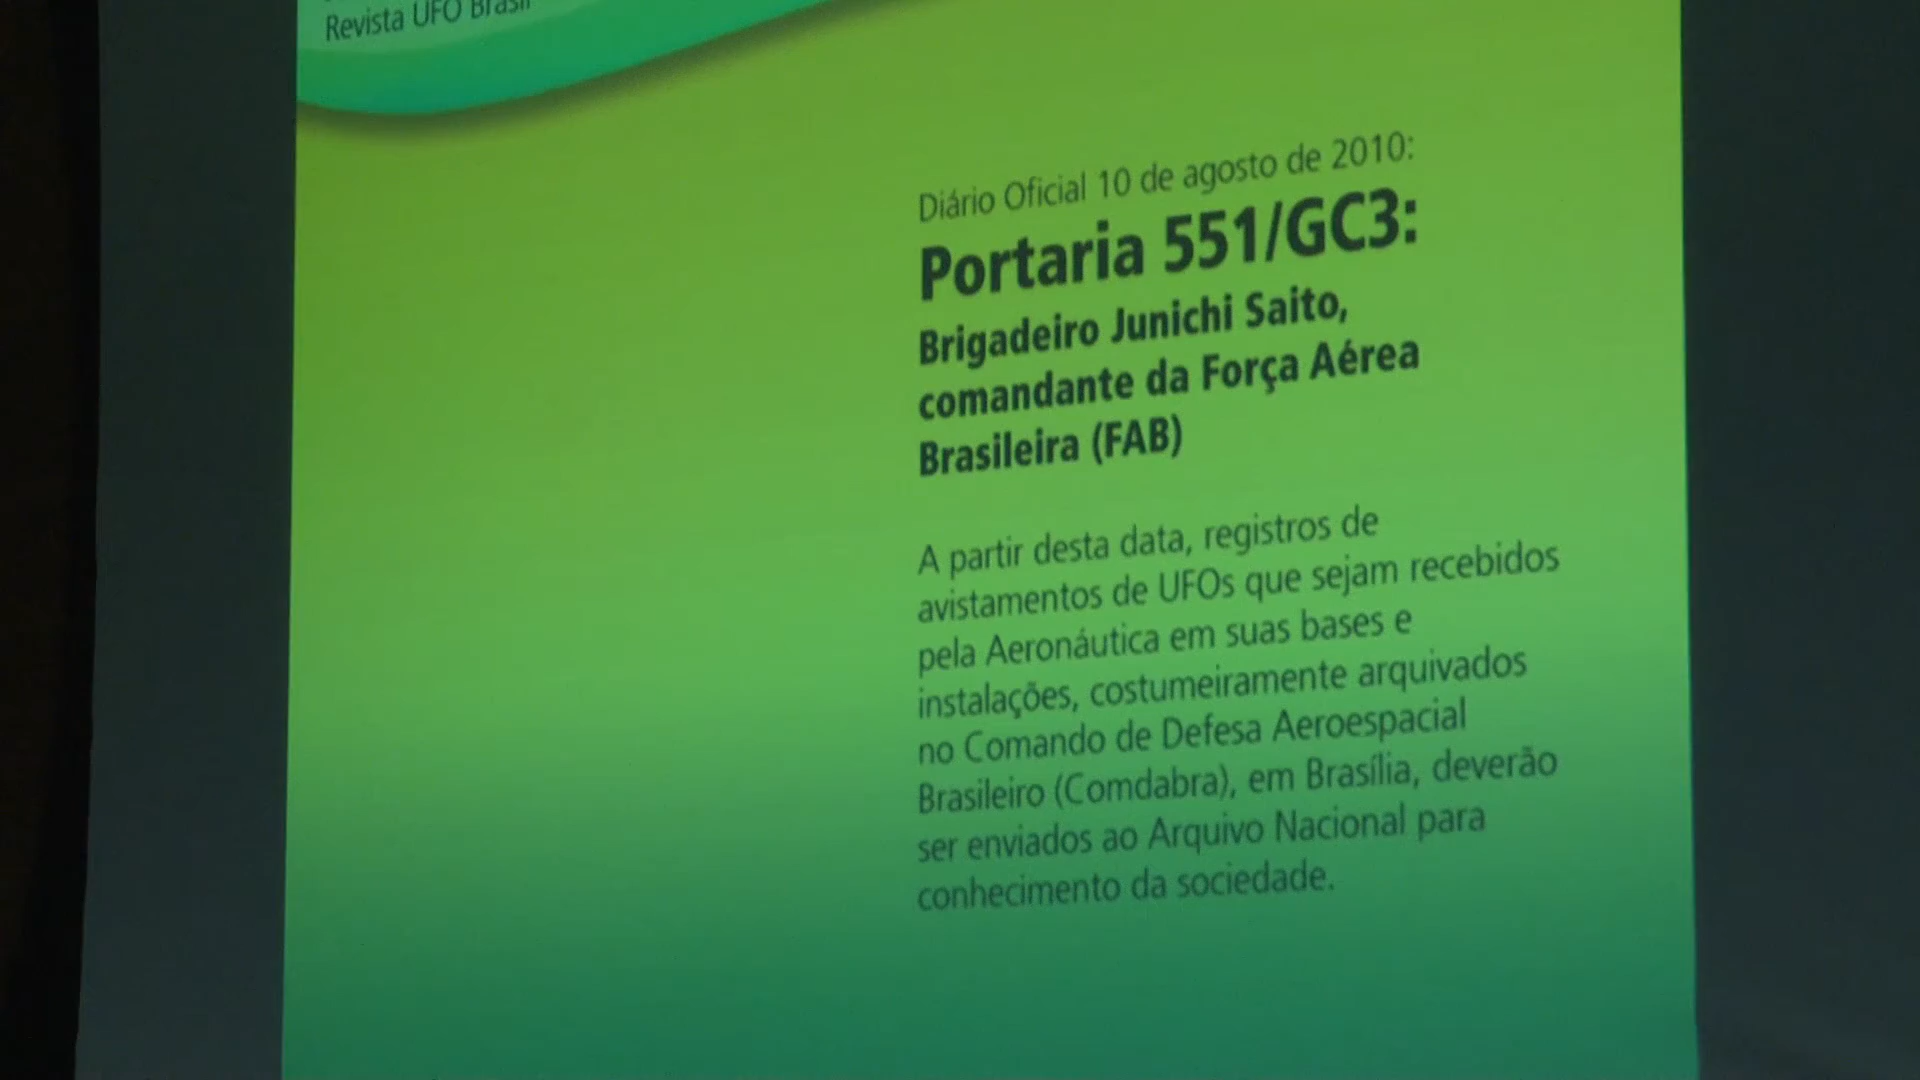 Revista UFO Brasil
Diário Oficial 10 de agosto de 2010:
Portaria 551/GC3:
Brigadeiro Junichi Saito,
comandante da Força Aérea
Brasileira (FAB)
A partir desta data, registros de
avistamentos de UFOs que sejam recebidos
pela Aeronáutica em suas bases e
instalações, costumeiramente arquivados
no Comando de Defesa Aeroespacial
Brasileiro (Comdabra), em Brasília, deverão
ser enviados ao Arquivo Nacional para
conhecimento da sociedade.